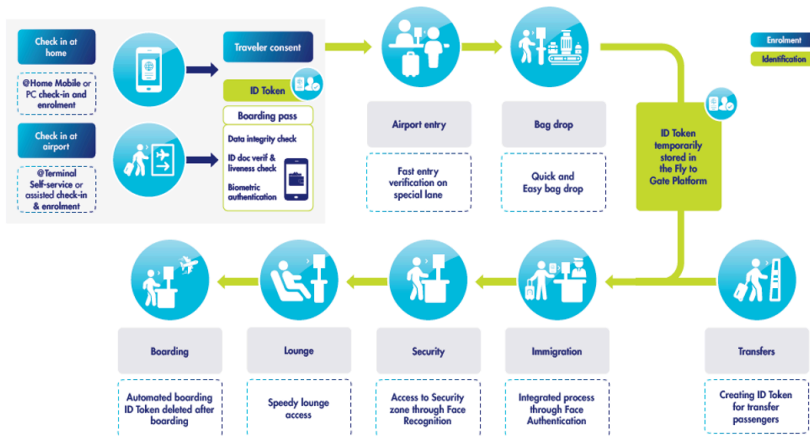 Check in at
home
@Home Mobile or
PC check-in and
enrolment
Check in at
airport
@Terminal
Self-service or
assisted check-in
& enrolment
Traveler consent
ID Token
Boarding pass
Data integrity check
ID doc verif &
liveness check
Biometric
authentication
Airport entry
Fast entry
verification on
special lane
Bag drop
Quick and
Easy bag drop
Enrolment
Identification
ID Token
temporarily
stored in
the Fly to
Gate Platform
Boarding
Automated boarding
ID Token deleted after
boarding
Lounge
Speedy lounge
access
Security
Access to Security
zone through Face
Recognition
Immigration
Integrated process
through Face
Authentication
Transfers
Creating ID Token
for transfer
passengers